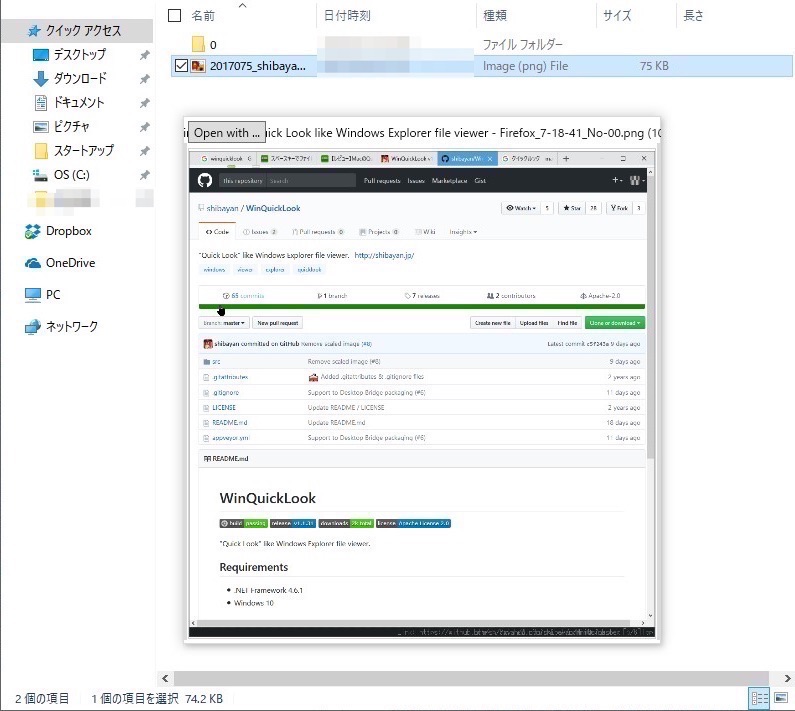 クイック アクセス
デスクトップ
ダウンロード
ドキュメント
ピクチャ
スタートアップ
OS (C:)
Dropbox
OneDrive
PC
ネットワーク
名前 日付時刻 種類 サイズ 長さ
0 ファイル フォルダー
2017075_shibaya... Image (png) File 75 KB
Open with ... ick Look like Windows Explorer file viewer - Firefox_7-18-41_No-00.png (10
winquicklook スペースキーでファイ 【レビュー】MacのQ WinQuickLook shibayan/Wi クイックルック
This repository Search Pull requests Issues Marketplace Gist
shibayan / WinQuickLook Watch 5 Star 28 Fork 3
Code Issues 2 Pull requests 0 Projects 0 Wiki Insights
"Quick Look" like Windows Explorer file viewer. http://shibayan.jp/
windows viewer explorer quicklook
65 commits 1 branch 7 releases 2 contributors Apache-2.0
Branch: master New pull request Create new file Upload files Find file Clone or download
shibayan committed on GitHub Remove scaled image (#8) Latest commit c5f243a 9 days ago
src Remove scaled image (#8) 9 days ago
.gitattributes Added .gitattributes & .gitignore files 2 years ago
.gitignore Support to Desktop Bridge packaging (#6) 11 days ago
LICENSE Update README / LICENSE 2 years ago
README.md Update README.md 18 days ago
appveyor.yml Support to Desktop Bridge packaging (#6) 11 days ago
README.md
WinQuickLook
build passing release v1.1.31 downloads 2k total license Apache License 2.0
"Quick Look" like Windows Explorer file viewer.
Requirements
.NET Framework 4.6.1
Windows 10
2 個の項目 1 個の項目を選択 74.2 KB